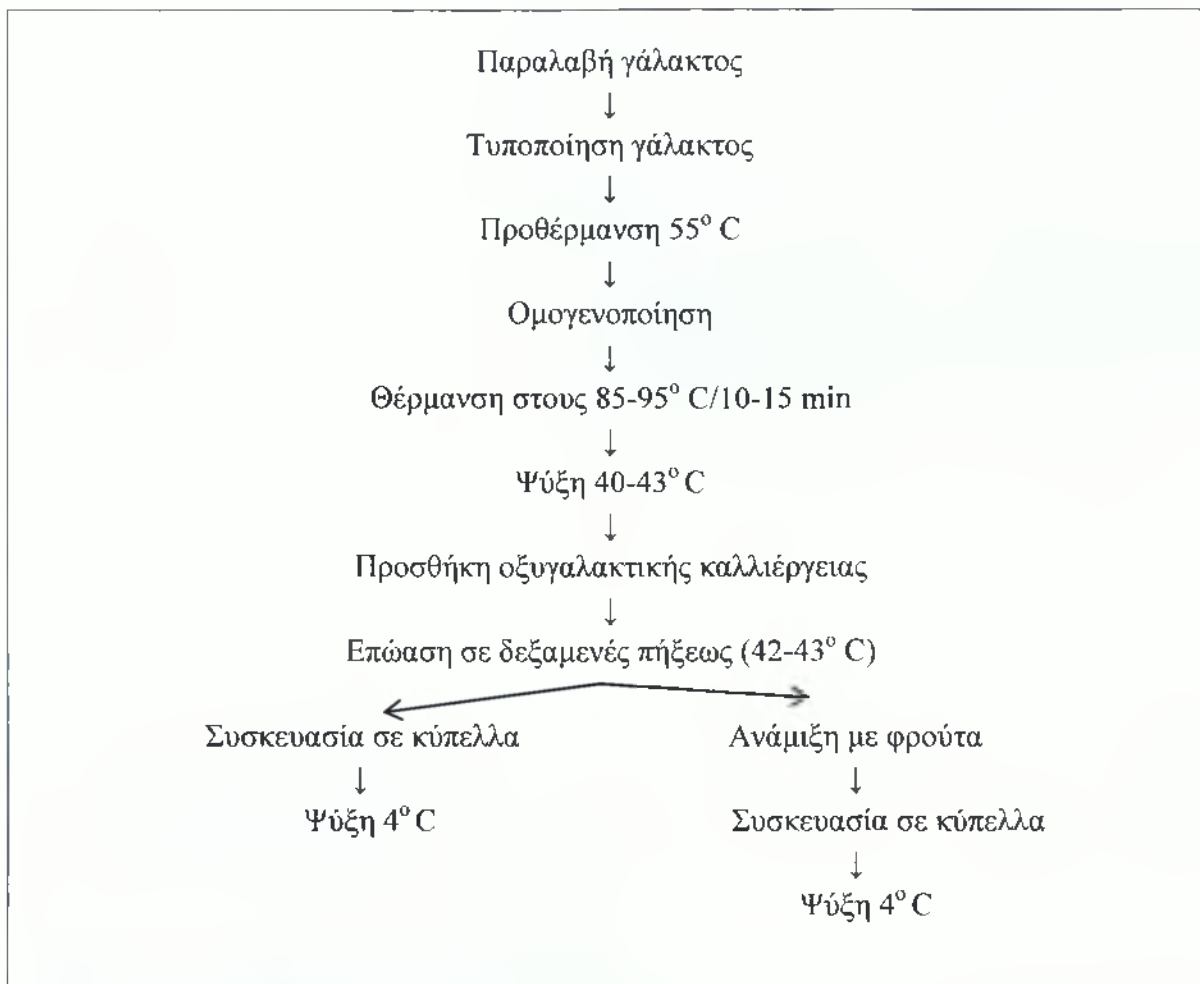 Παραλαβή γάλακτος
↓
Τυποποίηση γάλακτος
↓
Προθέρμανση 55° C
↓
Ομογενοποίηση
↓
Θέρμανση στους 85-95° C/10-15 min
↓
Ψύξη 40-43° C
↓
Προσθήκη οξυγαλακτικής καλλιέργειας
↓
Επώαση σε δεξαμενές πήξεως (42-43° C)
Συσκευασία σε κύπελλα
↓
Ψύξη 4° C
Ανάμιξη με φρούτα
↓
Συσκευασία σε κύπελλα
↓
Ψύξη 4° C